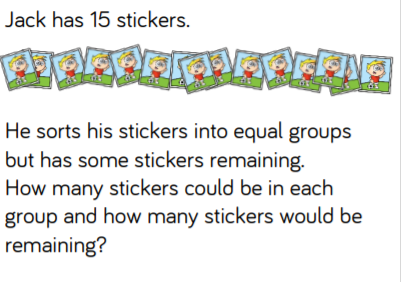 Jack has 15 stickers.
He sorts his stickers into equal groups
but has some stickers remaining.
How many stickers could be in each
group and how many stickers would be
remaining?